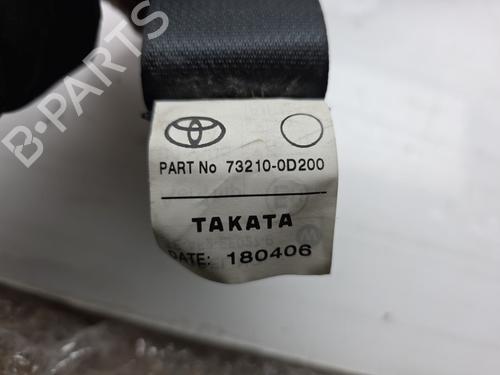 B-PARTS
PART No 73210-0D200
TAKATA
DATE: 180406